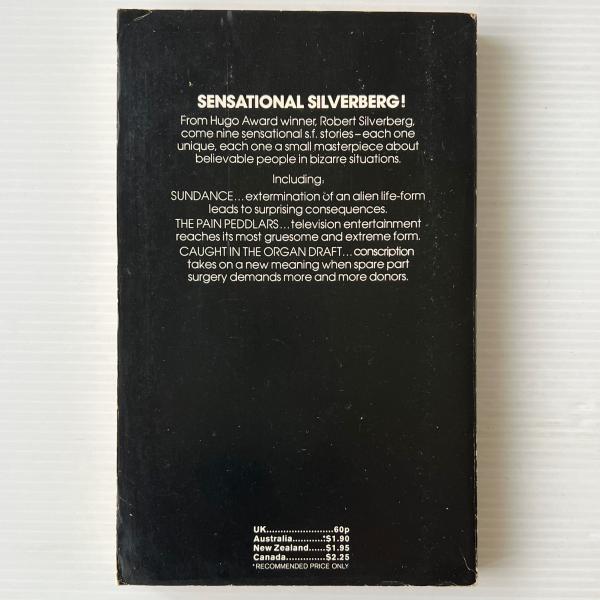 SENSATIONAL SILVERBERG!
From Hugo Award winner, Robert Silverberg,
come nine sensational s.f. stories – each one
unique, each one a small masterpiece about
believable people in bizarre situations.
Including:
SUNDANCE...extermination of an alien life-form
leads to surprising consequences.
THE PAIN PEDDLARS...television entertainment
reaches its most gruesome and extreme form.
CAUGHT IN THE ORGAN DRAFT...conscription
takes on a new meaning when spare part
surgery demands more and more donors.
UK........................60p
Australia...........*$1.90
New Zealand......$1.95
Canada..............$2.25
*RECOMMENDED PRICE ONLY